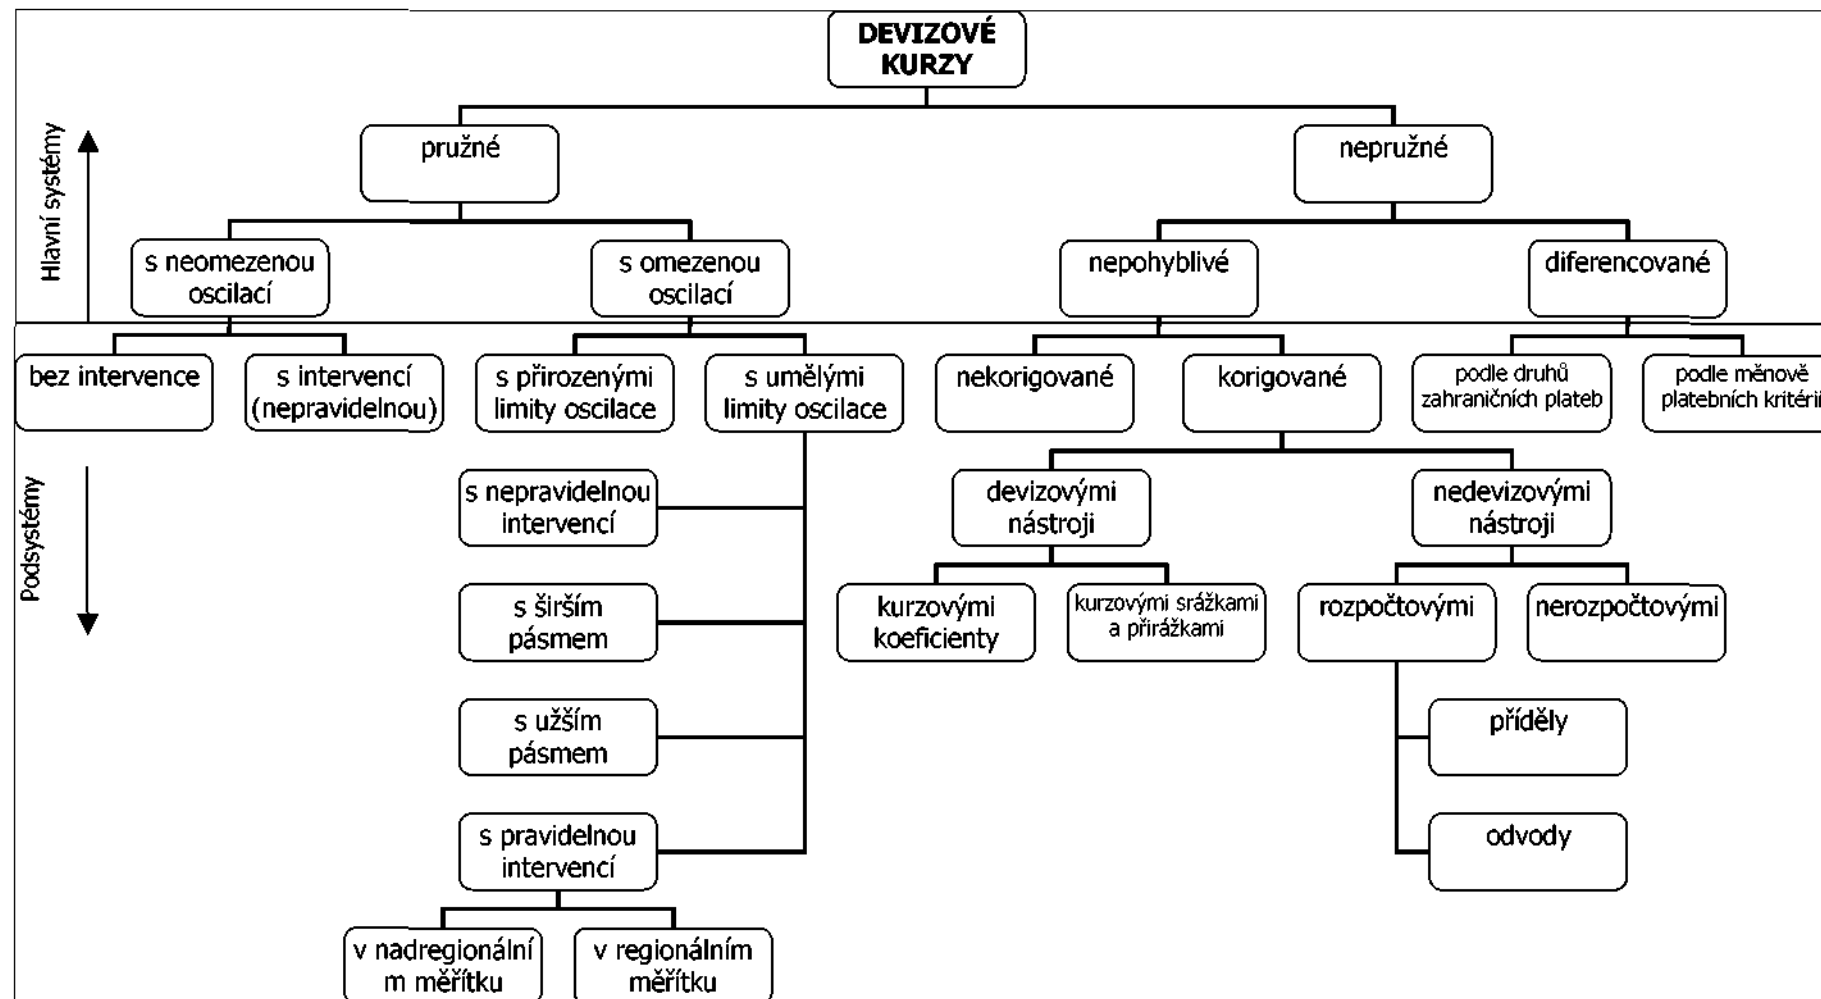 DEVIZOVÉ
KURZY
Hlavní systémy
pružné
nepružné
s neomezenou
oscilací
s omezenou
oscilací
nepohyblivé
diferencované
bez intervence
s intervencí
(nepravidelnou)
s přirozenými
limity oscilace
s umělými
limity oscilace
nekorigované
korigované
podle druhů
zahraničních plateb
podle měnově
platebních kritérií
Podsystémy
s nepravidelnou
intervencí
devizovými
nástroji
nedevizovými
nástroji
s širším
pásmem
kurzovými
koeficienty
kurzovými srážkami
a přirážkami
rozpočtovými
nerozpočtovými
s užším
pásmem
příděly
s pravidelnou
intervencí
odvody
v nadregionální
m měřítku
v regionálním
měřítku